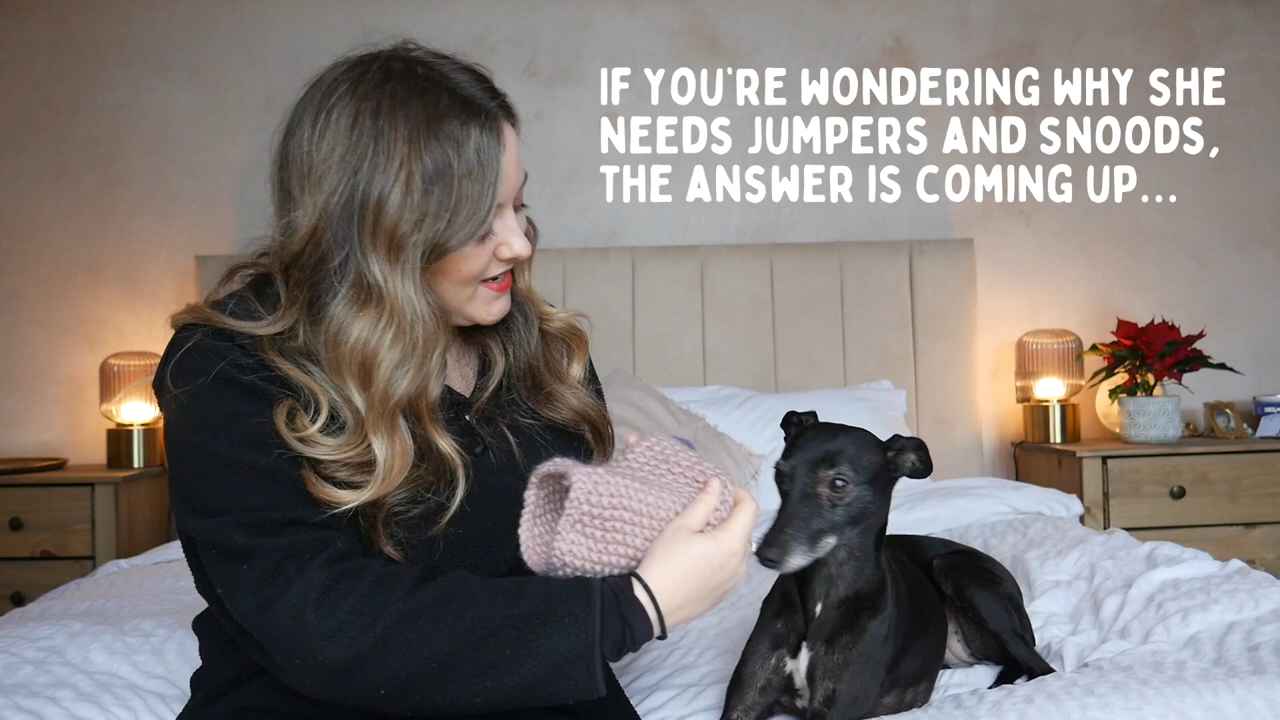 IF YOU'RE WONDERING WHY SHE
NEEDS JUMPERS AND SNOODS,
THE ANSWER IS COMING UP...